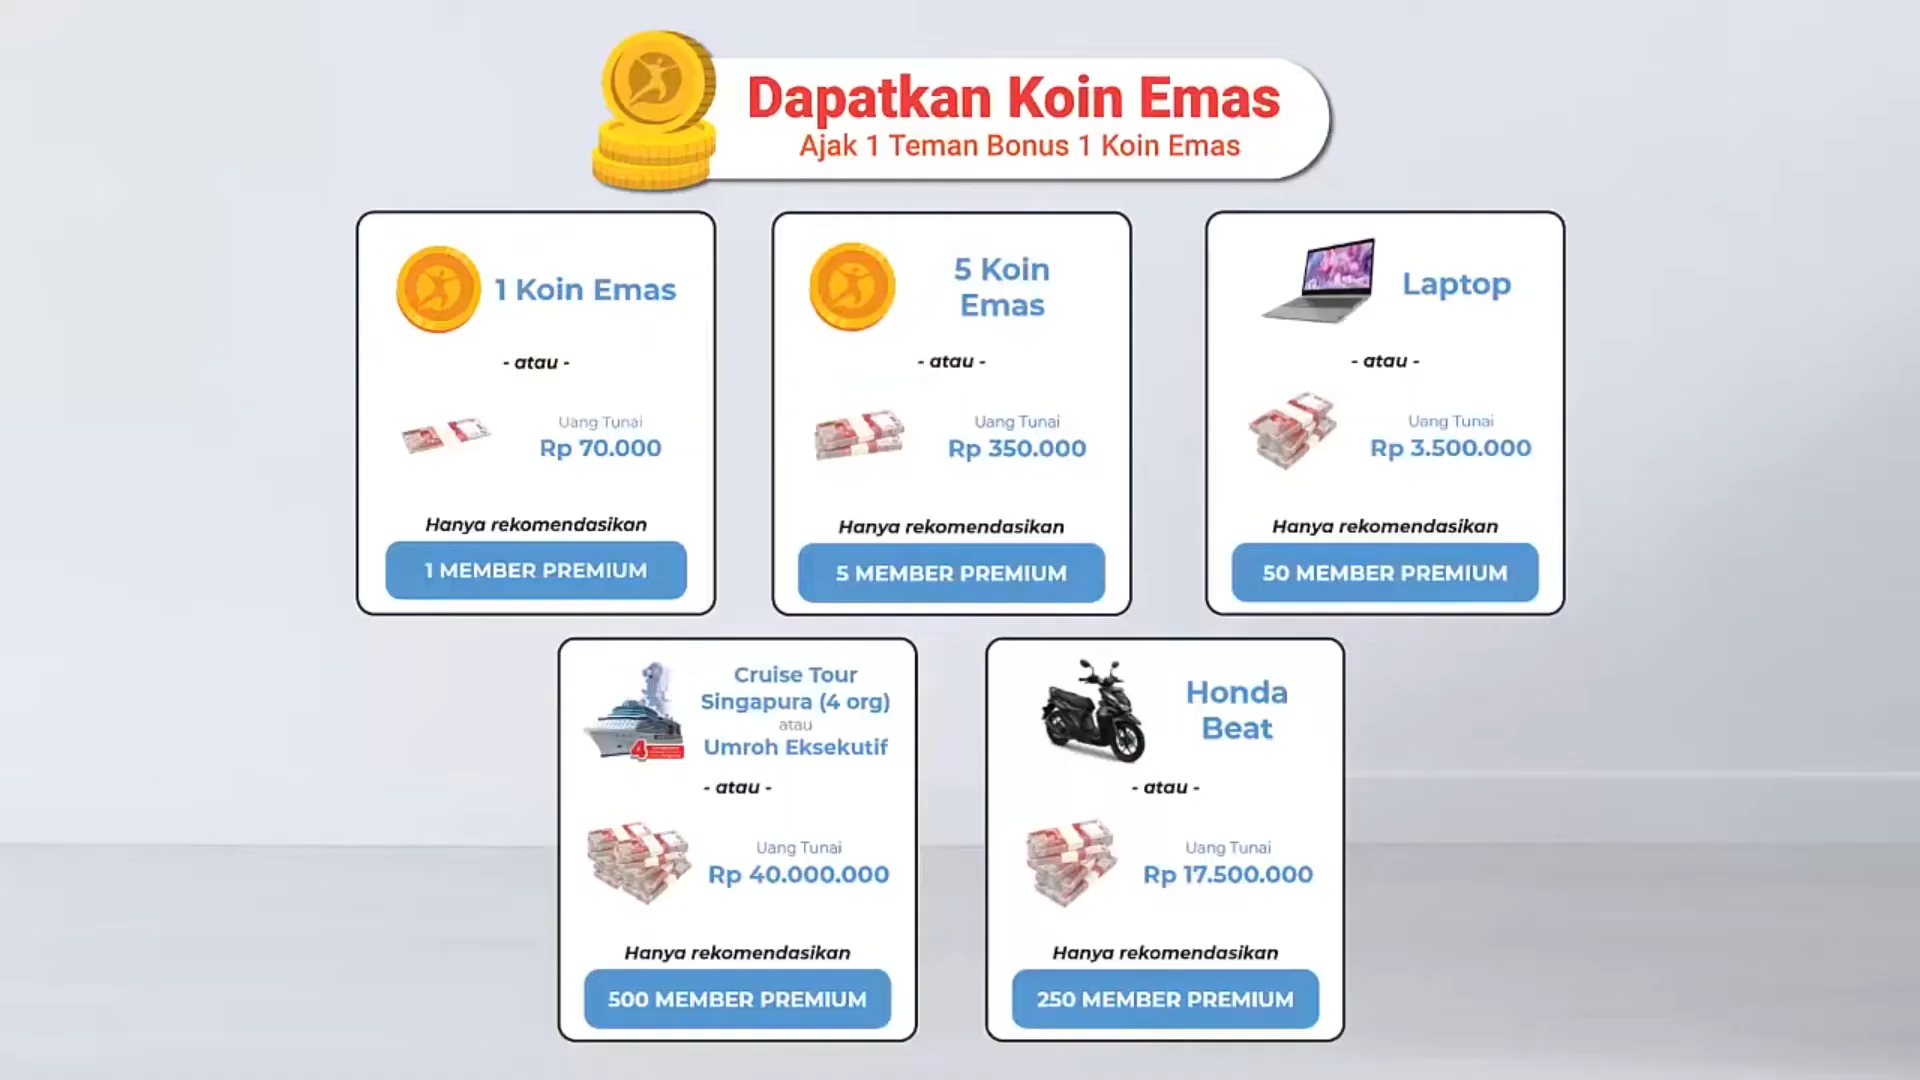 Dapatkan Koin Emas
Ajak 1 Teman Bonus 1 Koin Emas
1 Koin Emas
- atau -
Uang Tunai
Rp 70.000
Hanya rekomendasikan
1 MEMBER PREMIUM
5 Koin
Emas
- atau -
Uang Tunai
Rp 350.000
Hanya rekomendasikan
5 MEMBER PREMIUM
Laptop
- atau -
Uang Tunai
Rp 3.500.000
Hanya rekomendasikan
50 MEMBER PREMIUM
Cruise Tour
Singapura (4 org)
atau
Umroh Eksekutif
4
- atau -
Uang Tunai
Rp 40.000.000
Hanya rekomendasikan
500 MEMBER PREMIUM
Honda
Beat
- atau -
Uang Tunai
Rp 17.500.000
Hanya rekomendasikan
250 MEMBER PREMIUM